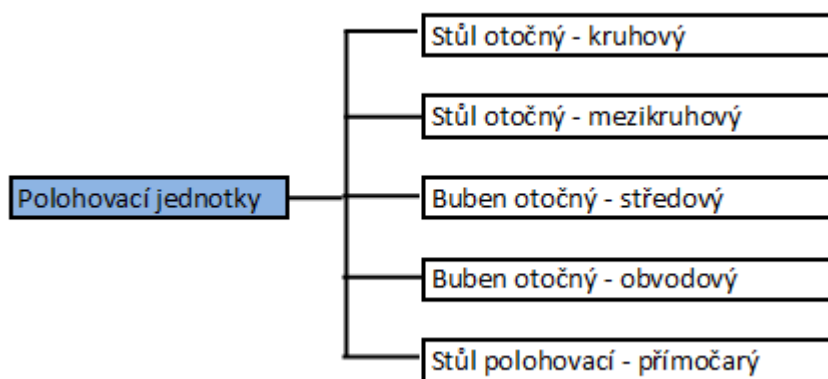 Stůl otočný - kruhový
Stůl otočný - mezikruhový
Polohovací jednotky
Buben otočný - středový
Buben otočný - obvodový
Stůl polohovací - přímočarý